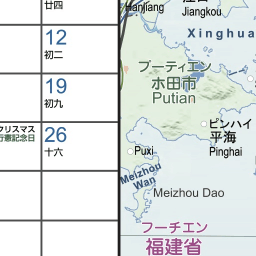 廿四
12
初二
19
初九
クリスマス
行憲記念日
26
十六
Hanjiang
Jiangkou
Xinghua
プーティエン
莆田市
Putian
ピンハイ
平海
Pinghai
Puxi
Meizhou
Wan
Meizhou Dao
フーチエン
福建省